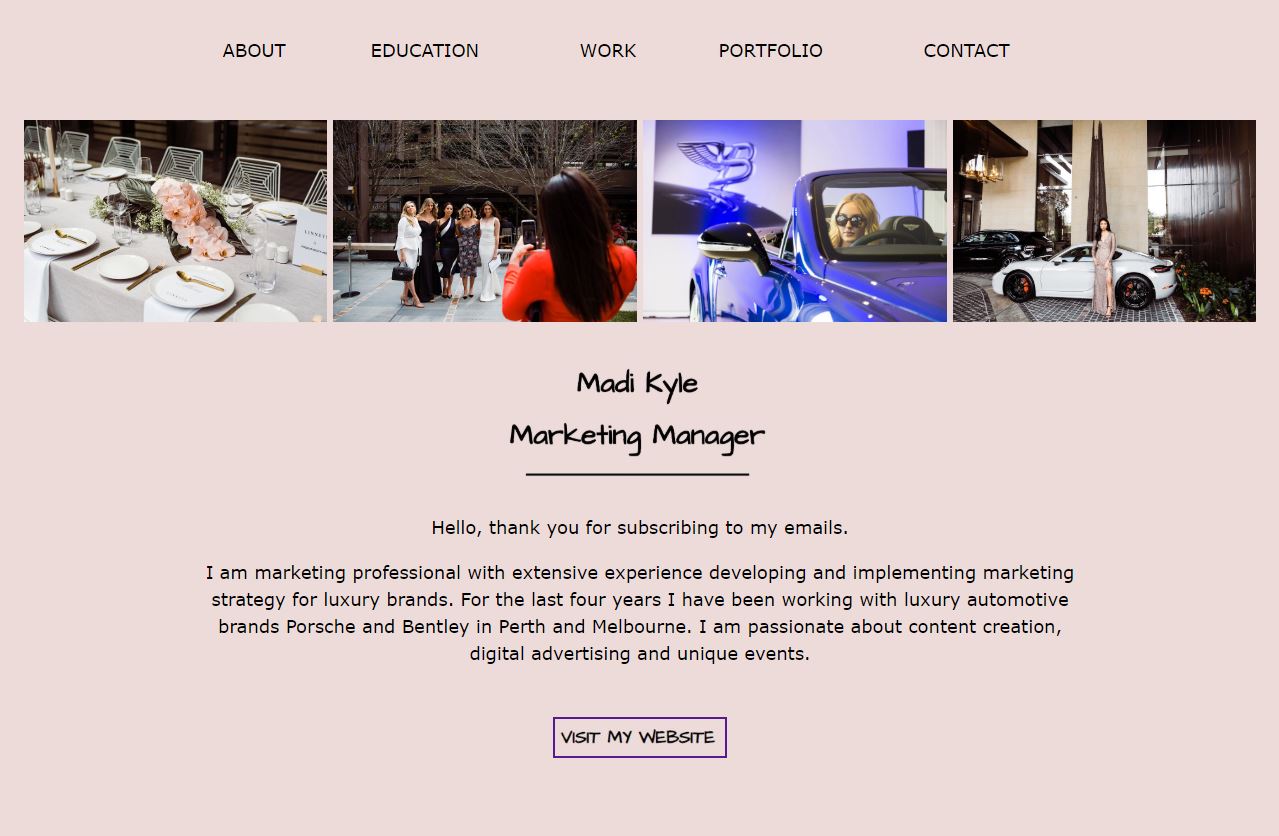 ABOUT EDUCATION WORK PORTFOLIO CONTACT
LINNET
Madi Kyle
Marketing Manager
Hello, thank you for subscribing to my emails.
I am marketing professional with extensive experience developing and implementing marketing
strategy for luxury brands. For the last four years I have been working with luxury automotive
brands Porsche and Bentley in Perth and Melbourne. I am passionate about content creation,
digital advertising and unique events.
VISIT MY WEBSITE